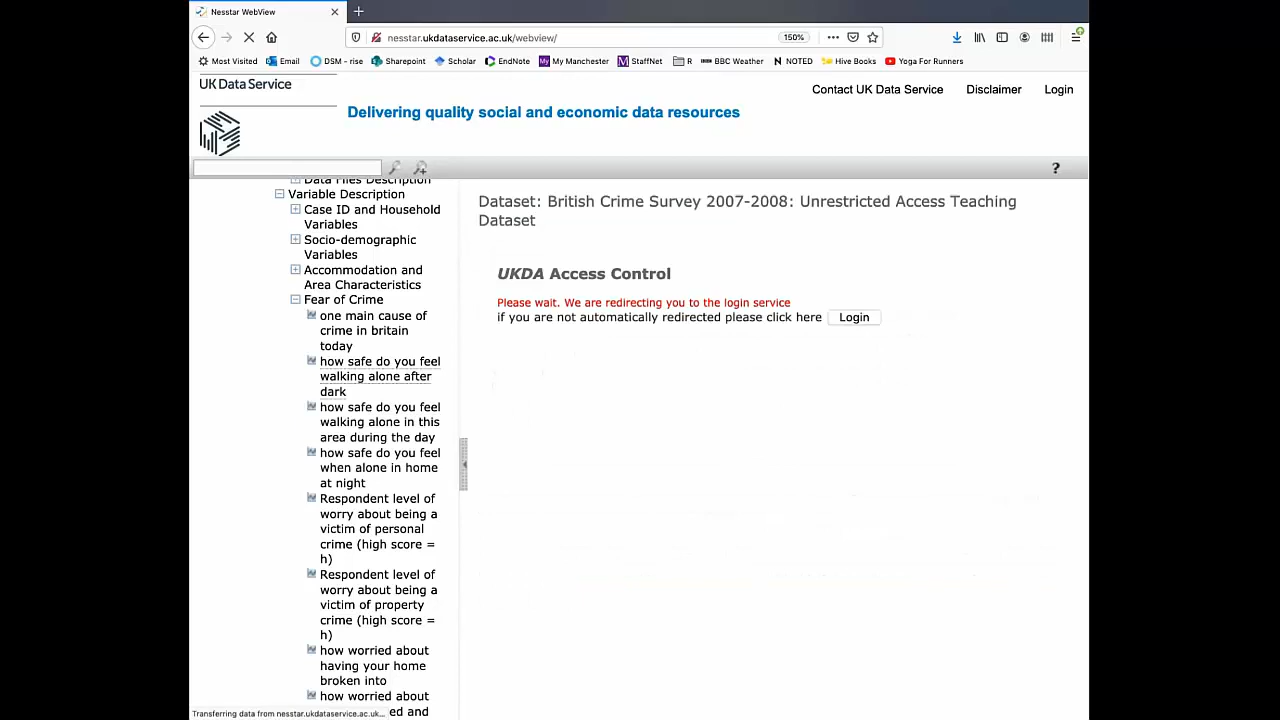 Nesstar WebView
nesstar.ukdataservice.ac.uk/webview/
150%
Most Visited Email DSM - rise Sharepoint Scholar EndNote My Manchester StaffNet R BBC Weather NOTED Hive Books Yoga For Runners
UK Data Service
Contact UK Data Service Disclaimer Login
Delivering quality social and economic data resources
?
Data Files Description
Variable Description
Case ID and Household
Variables
Socio-demographic
Variables
Accommodation and
Area Characteristics
Fear of Crime
one main cause of
crime in britain
today
how safe do you feel
walking alone after
dark
how safe do you feel
walking alone in this
area during the day
how safe do you feel
when alone in home
at night
Respondent level of
worry about being a
victim of personal
crime (high score =
h)
Respondent level of
worry about being a
victim of property
crime (high score =
h)
how worried about
having your home
broken into
how worried about
ed and
Dataset: British Crime Survey 2007-2008: Unrestricted Access Teaching
Dataset
UKDA Access Control
Please wait. We are redirecting you to the login service
if you are not automatically redirected please click here Login
Transferring data from nesstar.ukdataservice.ac.uk...